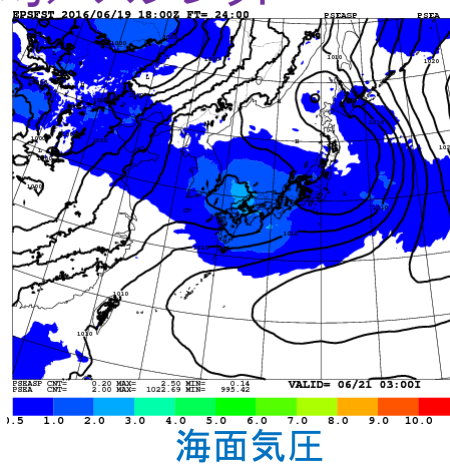 EPSFST 2016/06/19 18:00Z FT= 24:00 PSEASP PSEA
1000
1010
1020
1010
1010
PSEASP CNT= 0.20 MAX= 2.50 MIN= 0.14
PSEA CNT= 2.00 MAX= 1022.69 MIN= 995.42
VALID= 06/21 03:00I
0.5 1.0 2.0 3.0 4.0 5.0 6.0 7.0 8.0 9.0 10.0
海面気圧